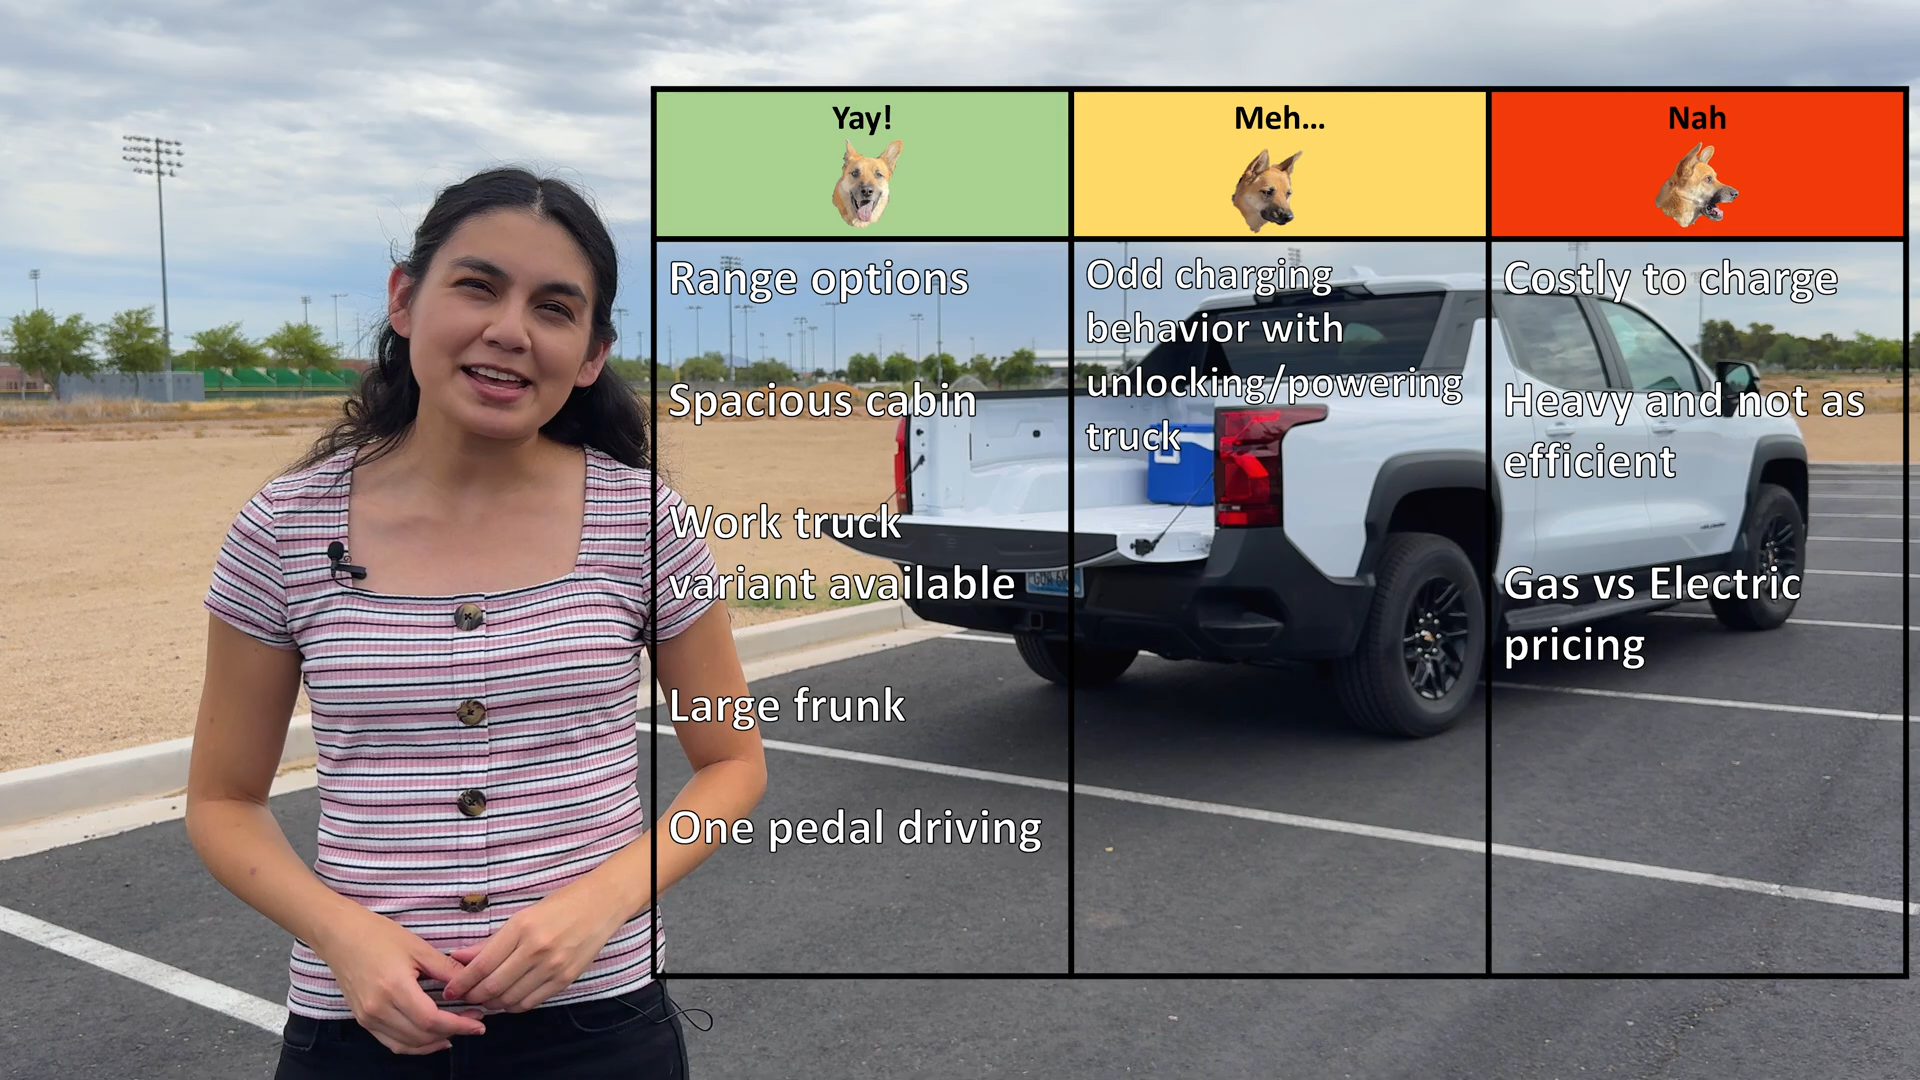 Yay!
Meh...
Nah
Range options
Spacious cabin
Work truck
variant available
Large frunk
One pedal driving
Odd charging
behavior with
unlocking/powering
truck
Costly to charge
Heavy and not as
efficient
Gas vs Electric
pricing